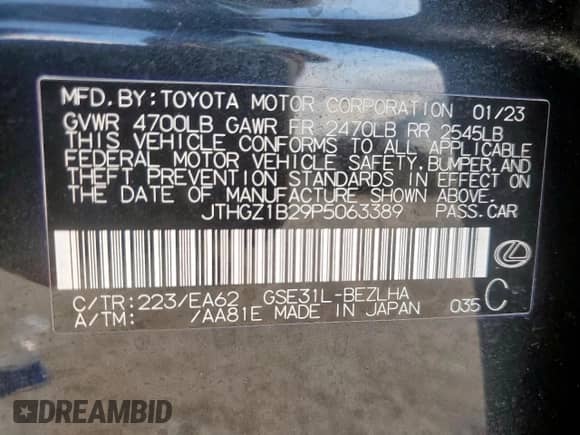 MFD. BY: TOYOTA MOTOR CORPORATION 01/23
GVWR 4700LB GAWR FR 2470LB RR 2545LB
THIS VEHICLE CONFORMS TO ALL APPLICABLE
FEDERAL MOTOR VEHICLE SAFETY, BUMPER, AND
THEFT PREVENTION STANDARDS IN EFFECT ON
THE DATE OF MANUFACTURE SHOWN ABOVE.
JTHGZ1B29P5063389 PASS. CAR
C/TR: 223/EA62 GSE31L-BEZLHA
A/TM: /AA81E MADE IN JAPAN 035 C
DREAMBID